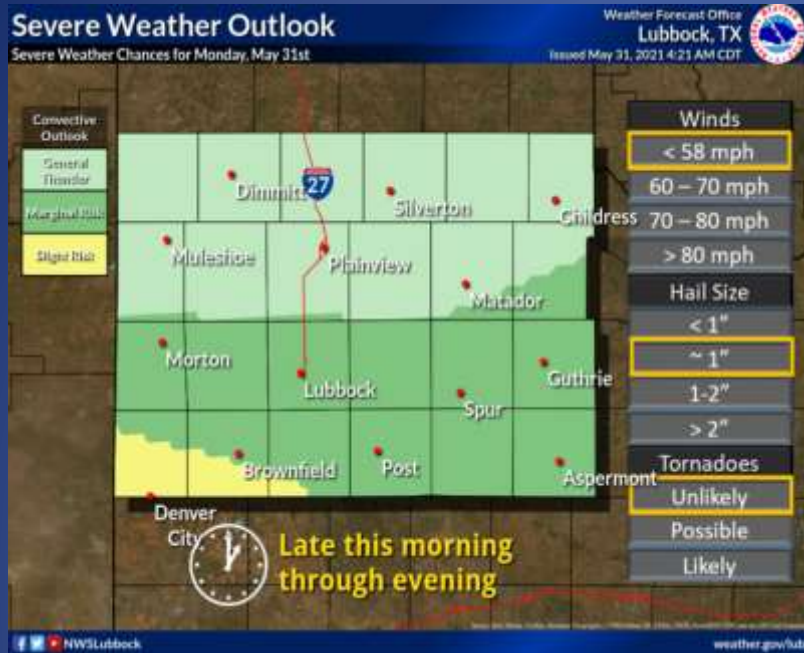 Severe Weather Outlook
Severe Weather Chances for Monday, May 31st
Weather Forecast Office
Lubbock, TX
Issued May 31, 2021 4:21 AM CDT
Convective
Outlook
General
Thunder
Marginal Risk
Slight Risk
27
Dimmitt
Silverton
Childress
Muleshoe
Plainview
Matador
Morton
Lubbock
Guthrie
Spur
Brownfield
Post
Aspermont
Denver
City
Late this morning
through evening
Winds
< 58 mph
60 – 70 mph
70 – 80 mph
> 80 mph
Hail Size
< 1"
~ 1"
1-2"
> 2"
Tornadoes
Unlikely
Possible
Likely
NWSLubbock
weather.gov/lub